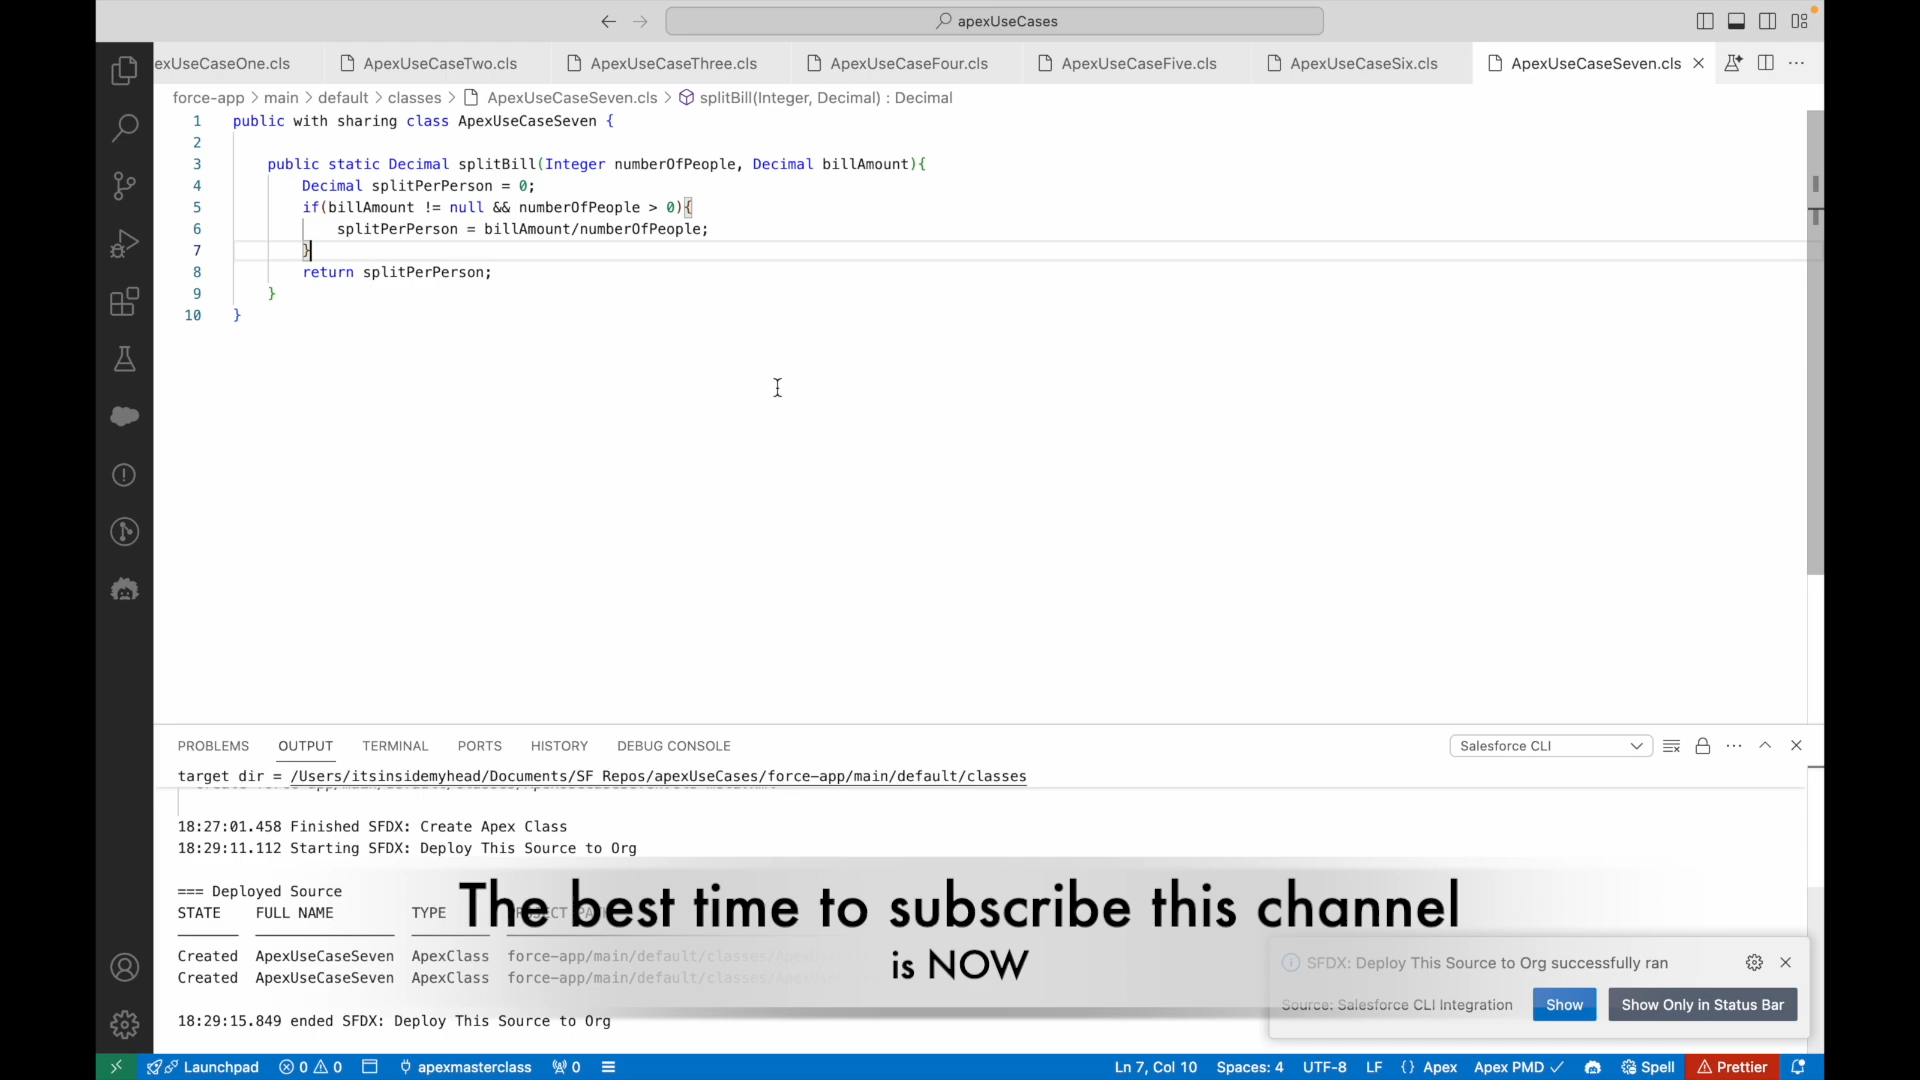 apexUseCases
exUseCaseOne.cls ApexUseCaseTwo.cls ApexUseCaseThree.cls ApexUseCaseFour.cls ApexUseCaseFive.cls ApexUseCaseSix.cls ApexUseCaseSeven.cls
force-app > main > default > classes > ApexUseCaseSeven.cls > splitBill(Integer, Decimal) : Decimal
1 public with sharing class ApexUseCaseSeven {
2
3 public static Decimal splitBill(Integer numberOfPeople, Decimal billAmount){
4 Decimal splitPerPerson = 0;
5 if(billAmount != null && numberOfPeople > 0){
6 splitPerPerson = billAmount/numberOfPeople;
7 }
8 return splitPerPerson;
9 }
10 }
PROBLEMS OUTPUT TERMINAL PORTS HISTORY DEBUG CONSOLE Salesforce CLI
target dir = /Users/itsinsidemyhead/Documents/SF Repos/apexUseCases/force-app/main/default/classes
18:27:01.458 Finished SFDX: Create Apex Class
18:29:11.112 Starting SFDX: Deploy This Source to Org
=== Deployed Source
STATE FULL NAME TYPE PROJECT PATH
The best time to subscribe this channel
is NOW
Created ApexUseCaseSeven ApexClass force-app/main/default/classes/
Created ApexUseCaseSeven ApexClass force-app/main/default/classes/
18:29:15.849 ended SFDX: Deploy This Source to Org
SFDX: Deploy This Source to Org successfully ran
Source: Salesforce CLI Integration Show Show Only in Status Bar
Launchpad 0 0 apexmasterclass 0 Ln 7, Col 10 Spaces: 4 UTF-8 LF {} Apex Apex PMD ✓ Spell Prettier